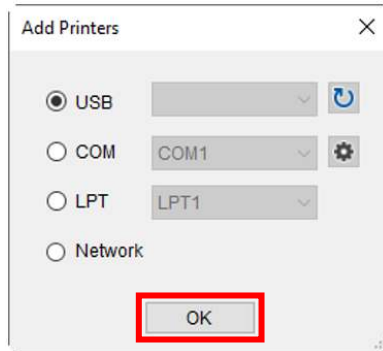 Add Printers
USB
COM COM1
LPT LPT1
Network
OK